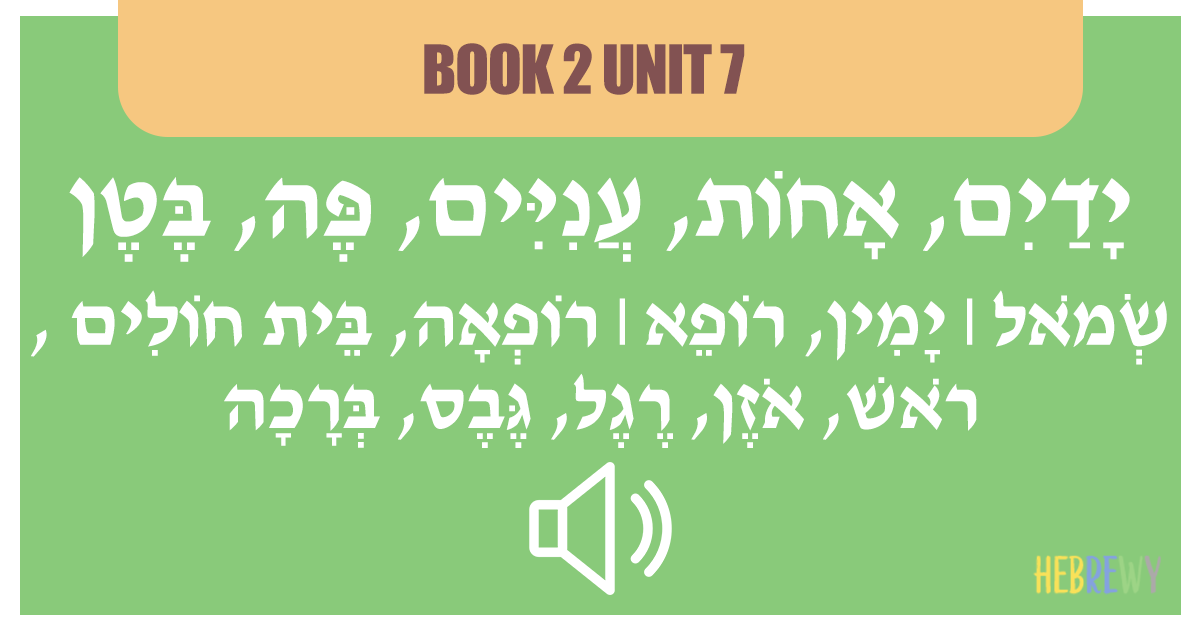 BOOK 2 UNIT 7
יָדַיִם, אָחוֹת, עֲנִיִּים, פֶּה, בֶּטֶן
שְׂמֹאל | יָמִין, רוֹפֵא | רוֹפְאָה, בֵּית חוֹלִים ,
רֹאשׁ, אֹזֶן, רֶגֶל, גֶּבֶס, בְּרָכָה
HEBREWY